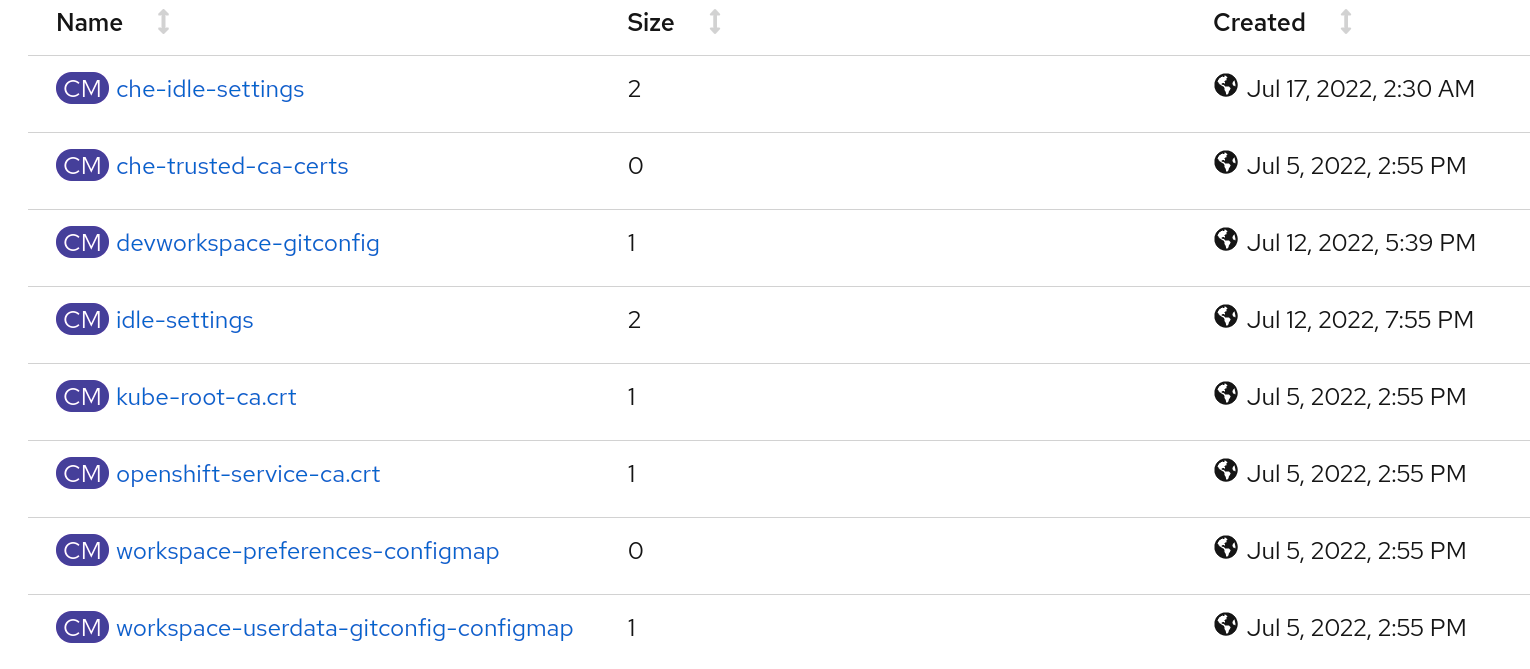 Name Size Created
CM che-idle-settings 2 Jul 17, 2022, 2:30 AM
CM che-trusted-ca-certs 0 Jul 5, 2022, 2:55 PM
CM devworkspace-gitconfig 1 Jul 12, 2022, 5:39 PM
CM idle-settings 2 Jul 12, 2022, 7:55 PM
CM kube-root-ca.crt 1 Jul 5, 2022, 2:55 PM
CM openshift-service-ca.crt 1 Jul 5, 2022, 2:55 PM
CM workspace-preferences-configmap 0 Jul 5, 2022, 2:55 PM
CM workspace-userdata-gitconfig-configmap 1 Jul 5, 2022, 2:55 PM